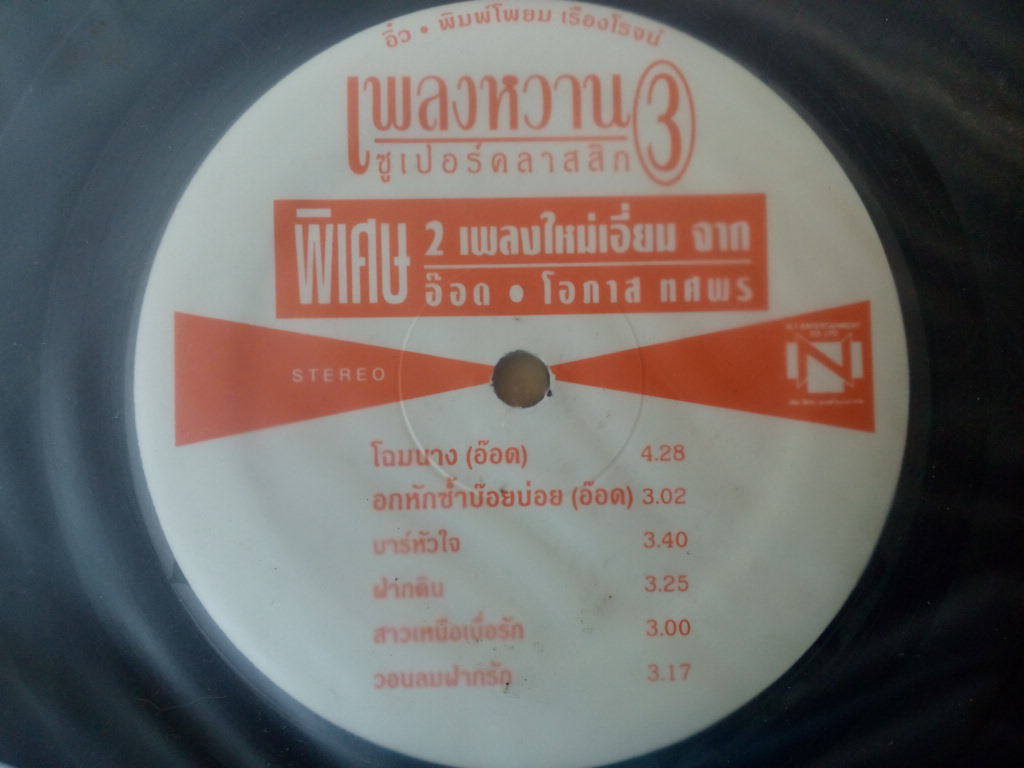 อิ๋ว • พิมพ์โพยม เรืองโรจน์
เพลงหวาน 3
ซูเปอร์คลาสสิก
พิเศษ 2 เพลงใหม่เอี่ยม จาก
อ๊อด • โอภาส ทศพร
STEREO
N.T. ENTERTAINMENT
CO. LTD
N
โฉมนาง (อ๊อด) 4.28
อกหักซ้ำบ๊อยบ่อย (อ๊อด) 3.02
บาร์หัวใจ 3.40
ฝากดิน 3.25
สาวเหนือเบื่อรัก 3.00
วอนลมฝากรัก 3.17